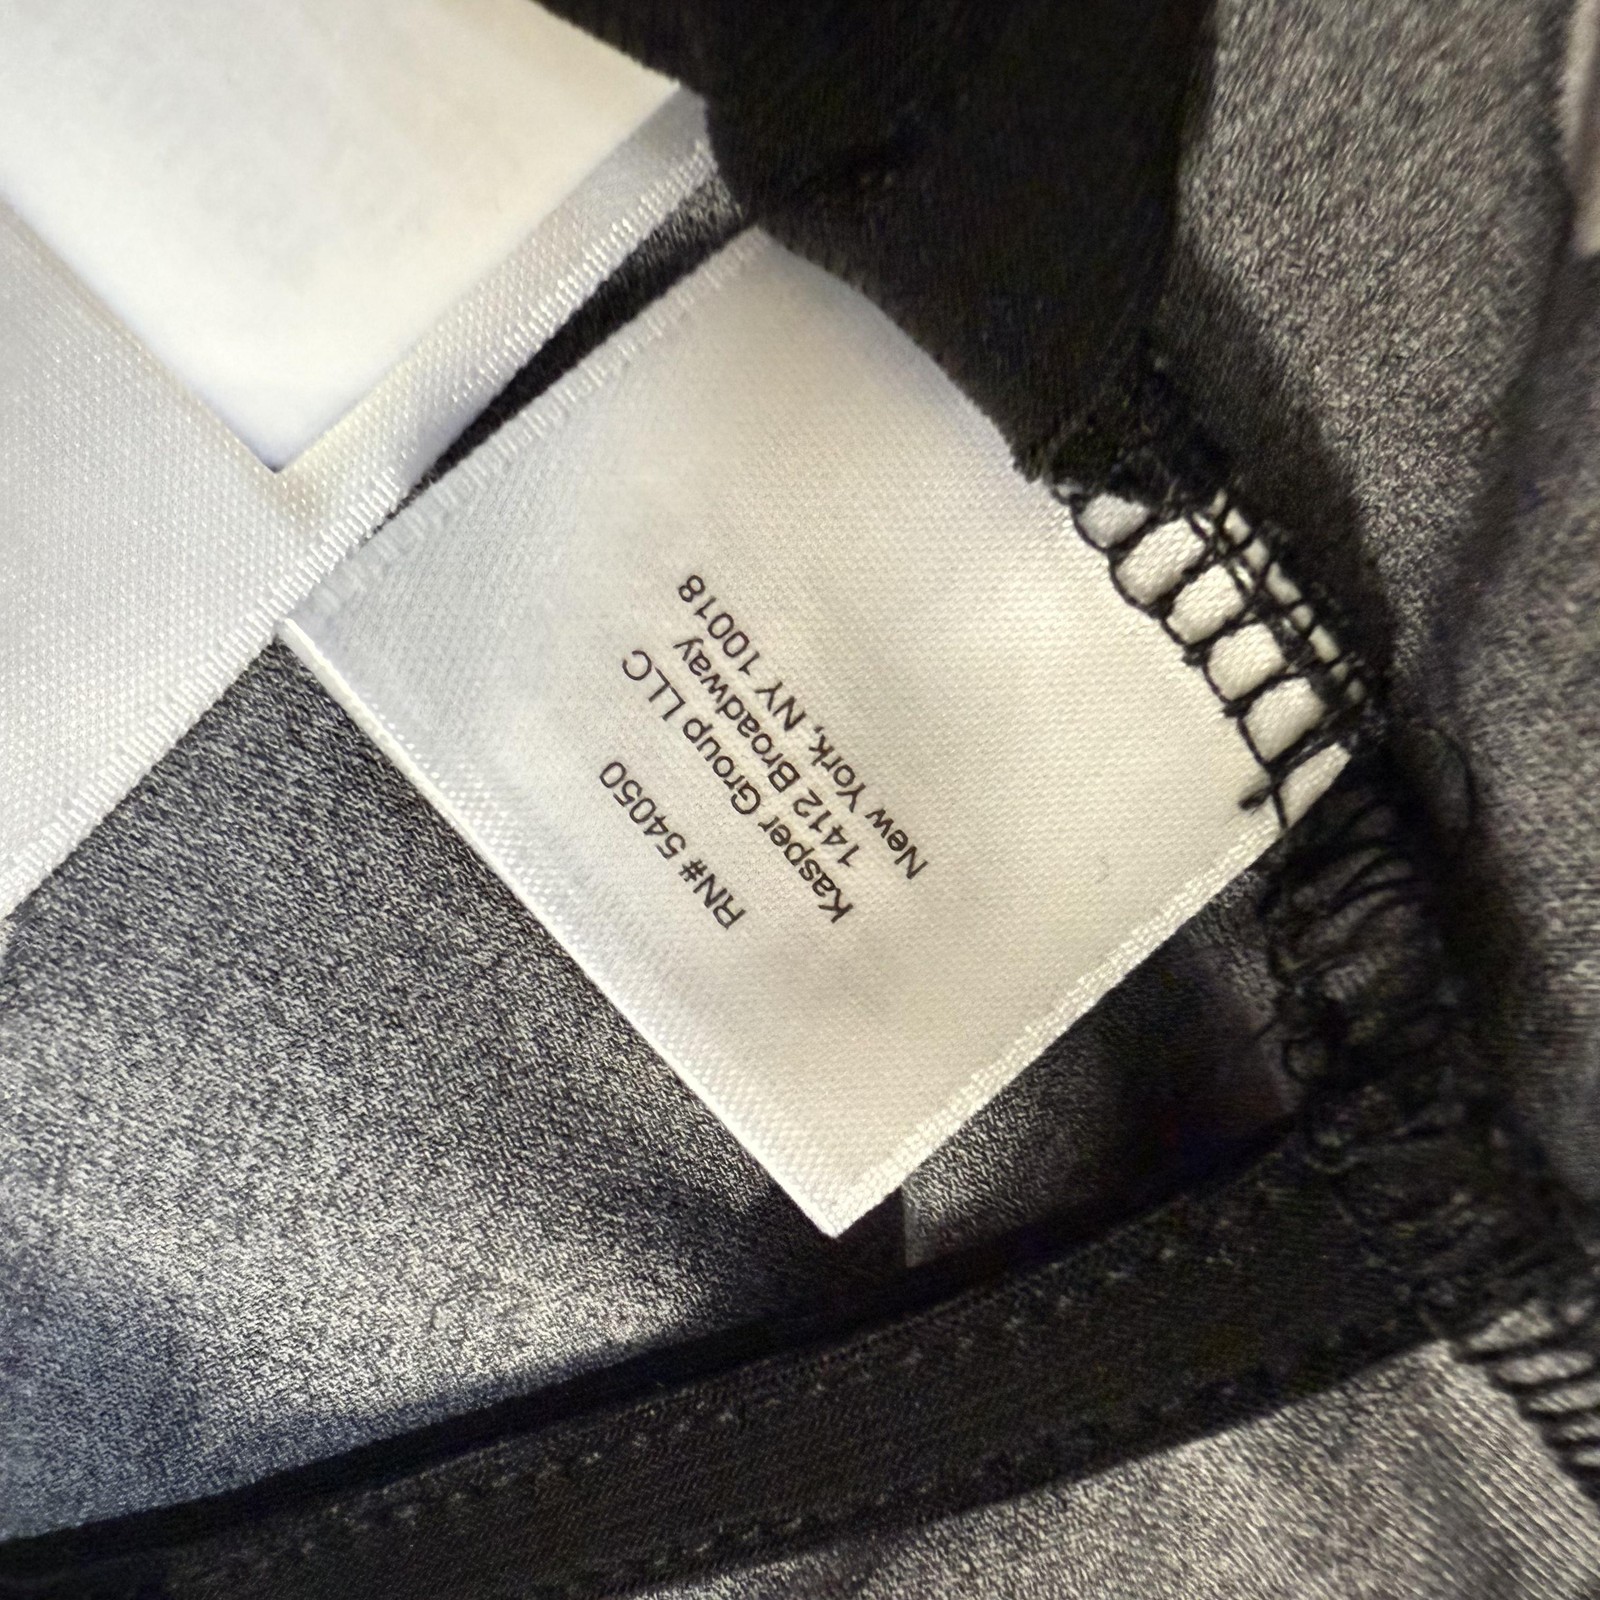 RN# 54050
Kasper Group LLC
1412 Broadway
New York, NY 10018